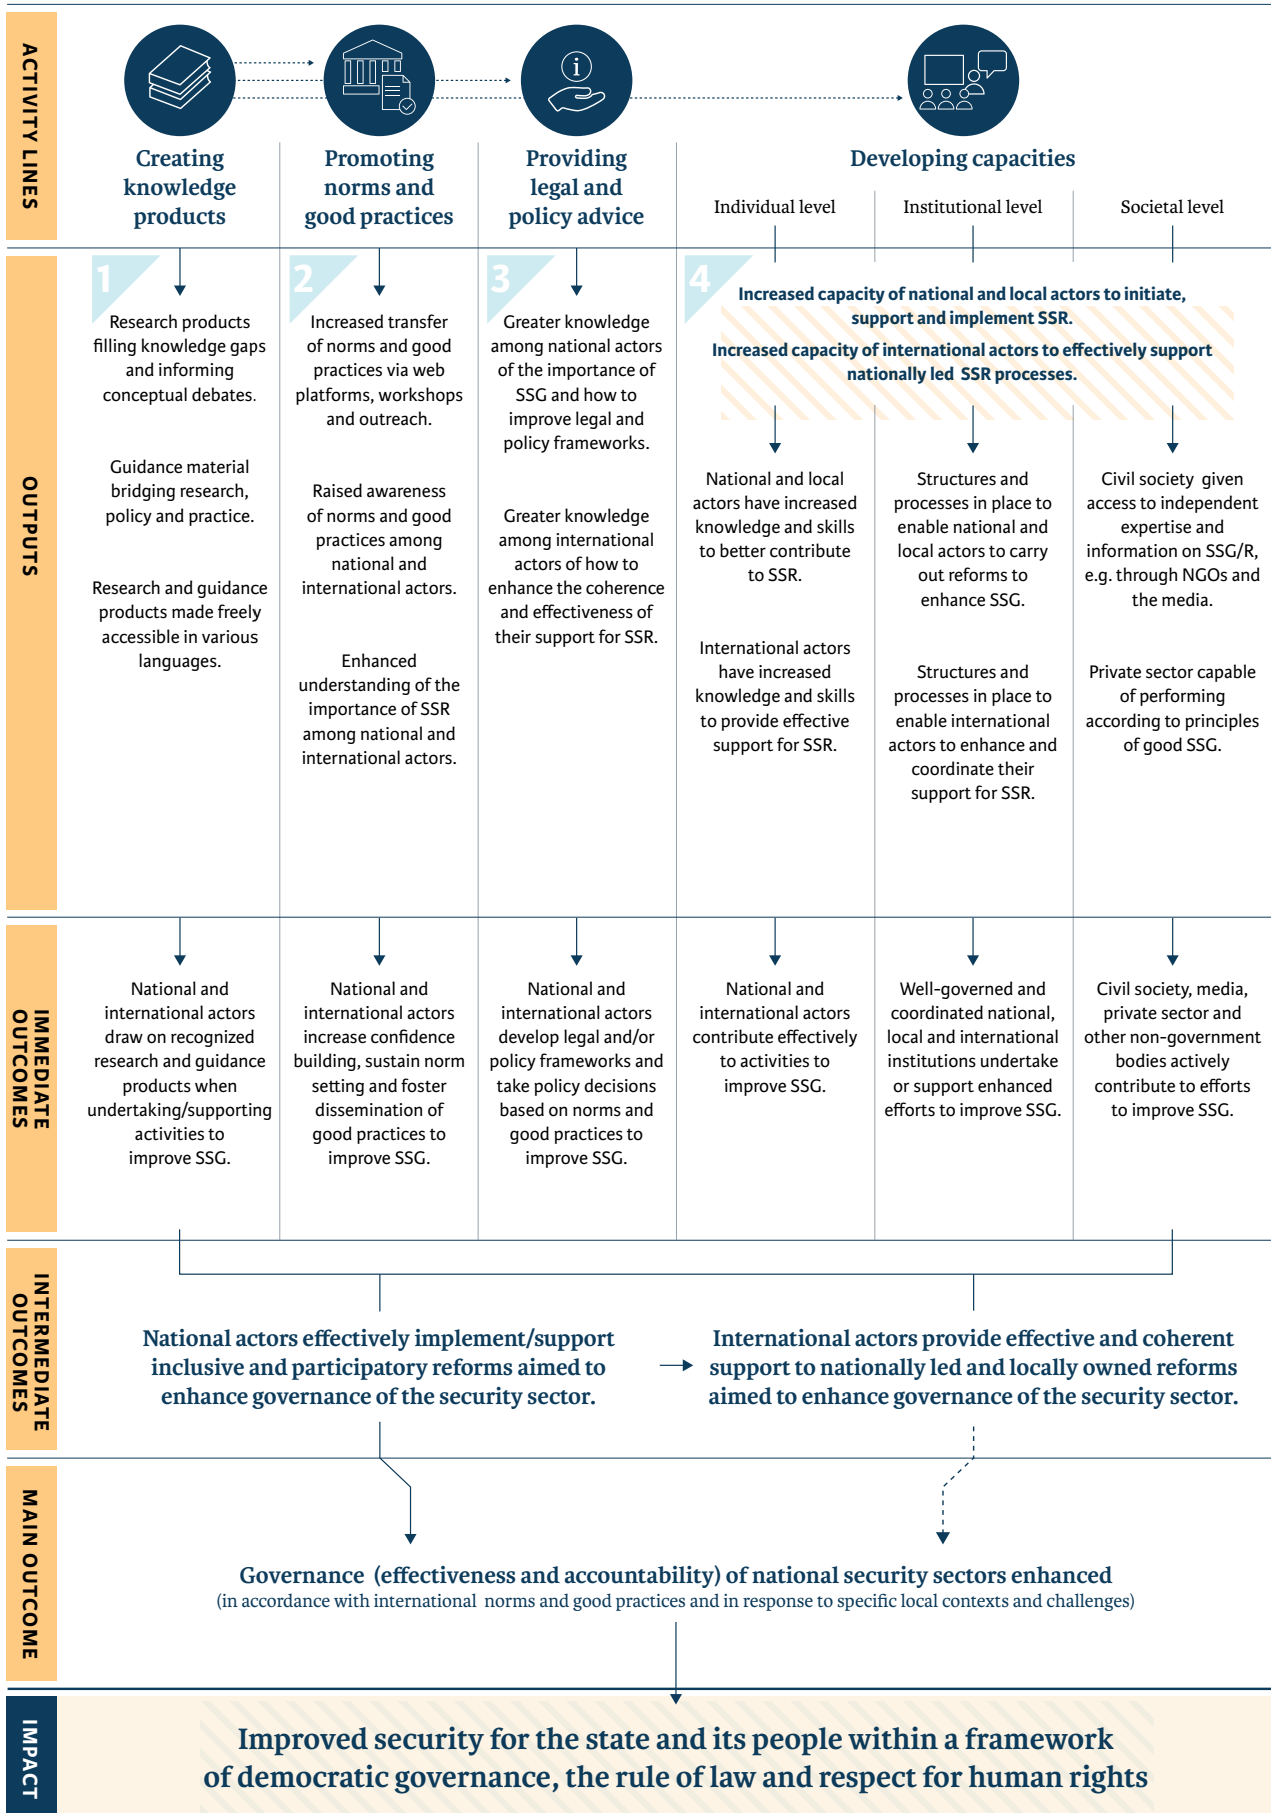 ACTIVITY LINES
Creating
knowledge
products
Promoting
norms and
good practices
i
Providing
legal and
policy advice
Developing capacities
Individual level
Institutional level
Societal level
OUTPUTS
1
Research products
filling knowledge gaps
and informing
conceptual debates.
Guidance material
bridging research,
policy and practice.
Research and guidance
products made freely
accessible in various
languages.
2
Increased transfer
of norms and good
practices via web
platforms, workshops
and outreach.
Raised awareness
of norms and good
practices among
national and
international actors.
Enhanced
understanding of the
importance of SSR
among national and
international actors.
3
Greater knowledge
among national actors
of the importance of
SSG and how to
improve legal and
policy frameworks.
Greater knowledge
among international
actors of how to
enhance the coherence
and effectiveness of
their support for SSR.
4
Increased capacity of national and local actors to initiate,
support and implement SSR.
Increased capacity of international actors to effectively support
nationally led SSR processes.
National and local
actors have increased
knowledge and skills
to better contribute
to SSR.
International actors
have increased
knowledge and skills
to provide effective
support for SSR.
Structures and
processes in place to
enable national and
local actors to carry
out reforms to
enhance SSG.
Structures and
processes in place to
enable international
actors to enhance and
coordinate their
support for SSR.
Civil society given
access to independent
expertise and
information on SSG/R,
e.g. through NGOs and
the media.
Private sector capable
of performing
according to principles
of good SSG.
IMMEDIATE
OUTCOMES
National and
international actors
draw on recognized
research and guidance
products when
undertaking/supporting
activities to
improve SSG.
National and
international actors
increase confidence
building, sustain norm
setting and foster
dissemination of
good practices to
improve SSG.
National and
international actors
develop legal and/or
policy frameworks and
take policy decisions
based on norms and
good practices to
improve SSG.
National and
international actors
contribute effectively
to activities to
improve SSG.
Well-governed and
coordinated national,
local and international
institutions undertake
or support enhanced
efforts to improve SSG.
Civil society, media,
private sector and
other non-government
bodies actively
contribute to efforts
to improve SSG.
INTERMEDIATE
OUTCOMES
National actors effectively implement/support
inclusive and participatory reforms aimed to
enhance governance of the security sector.
International actors provide effective and coherent
support to nationally led and locally owned reforms
aimed to enhance governance of the security sector.
MAIN OUTCOME
Governance (effectiveness and accountability) of national security sectors enhanced
(in accordance with international norms and good practices and in response to specific local contexts and challenges)
IMPACT
Improved security for the state and its people within a framework
of democratic governance, the rule of law and respect for human rights